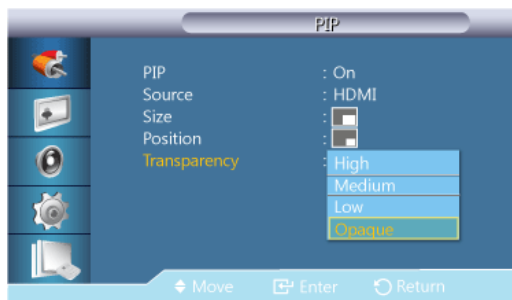 PIP
PIP : On
Source : HDMI
Size :
Position :
Transparency :
High
Medium
Low
Opaque
Move Enter Return